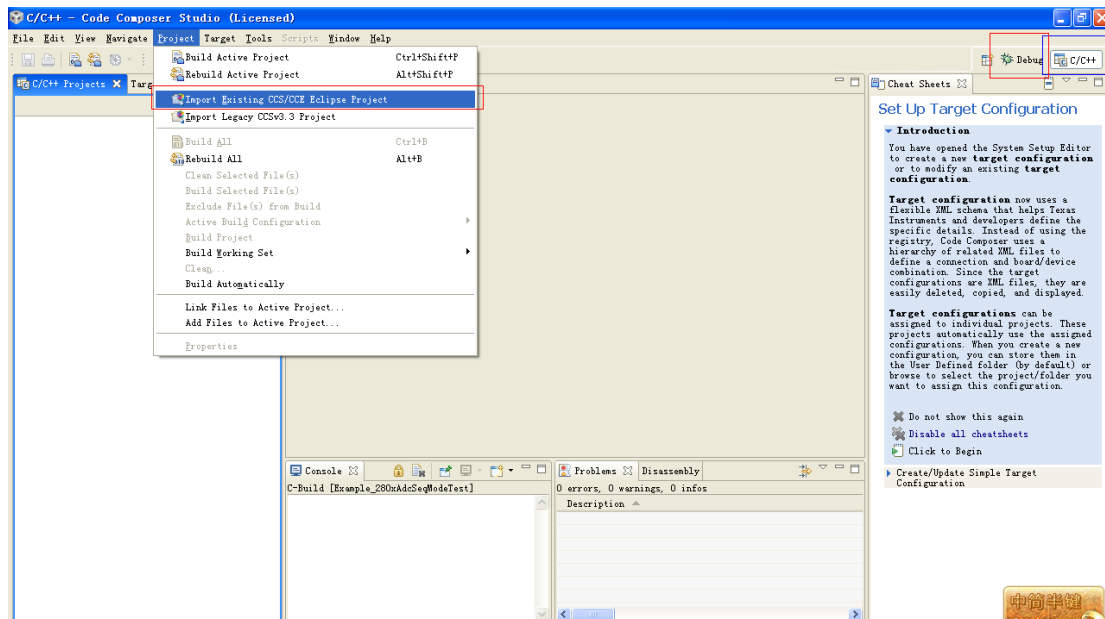 C/C++ - Code Composer Studio (Licensed)
File Edit View Navigate Project Target Tools Scripts Window Help
Debug C/C++
C/C++ Projects Targ
Build Active Project Ctrl+Shift+P
Rebuild Active Project Alt+Shift+P
Import Existing CCS/CCE Eclipse Project
Import Legacy CCSv3.3 Project
Build All Ctrl+B
Rebuild All Alt+B
Clean Selected File(s)
Build Selected File(s)
Exclude File(s) from Build
Active Build Configuration
Build Project
Build Working Set
Clean...
Build Automatically
Link Files to Active Project...
Add Files to Active Project...
Properties
Cheat Sheets
Set Up Target Configuration
Introduction
You have opened the System Setup Editor
to create a new target configuration
or to modify an existing target
configuration.
Target configuration now uses a
flexible XML schema that helps Texas
Instruments and developers define the
specific details. Instead of using the
registry, Code Composer uses a
hierarchy of related XML files to
define a connection and board/device
combination. Since the target
configurations are XML files, they are
easily deleted, copied, and displayed.
Target configurations can be
assigned to individual projects. These
projects automatically use the assigned
configurations. When you create a new
configuration, you can store them in
the User Defined folder (by default) or
browse to select the project/folder you
want to assign this configuration.
Do not show this again
Disable all cheatsheets
Click to Begin
Create/Update Simple Target
Configuration
Console
C-Build [Example_280xAdcSeqModeTest]
Problems Disassembly
0 errors, 0 warnings, 0 infos
Description
中简半键